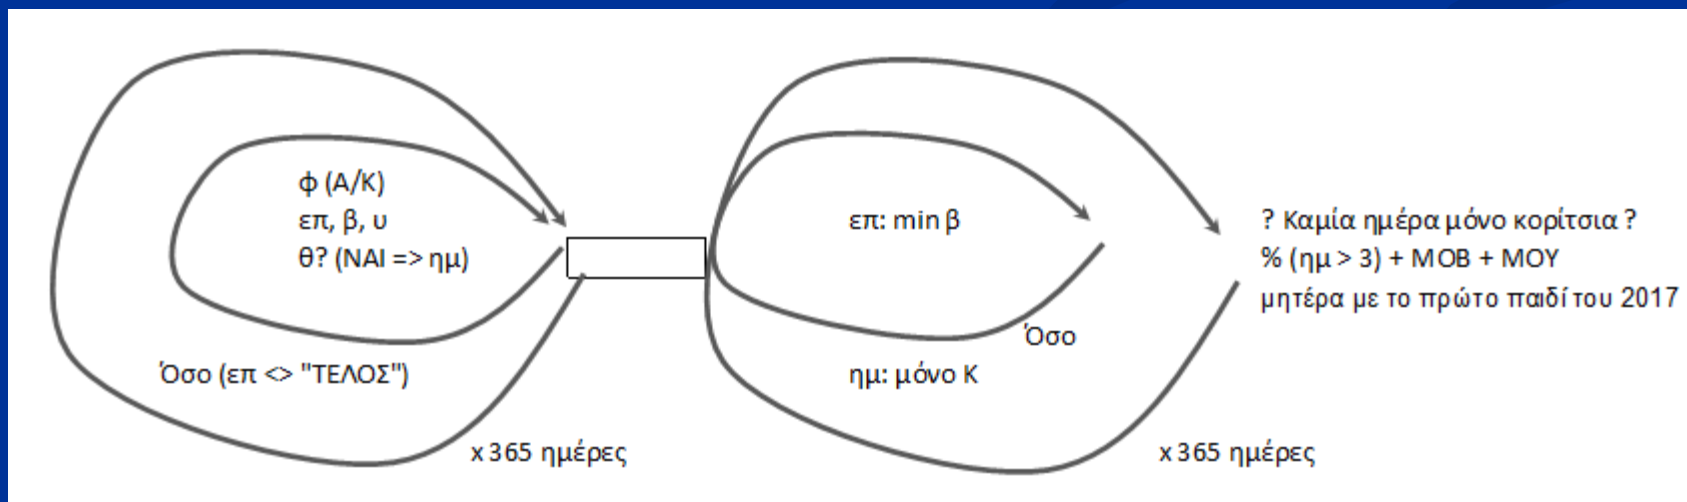 φ (Α/Κ)
επ, β, υ
θ? (ΝΑΙ => ημ)
Όσο (επ <> "ΤΕΛΟΣ")
x 365 ημέρες
επ: min β
Όσο
ημ: μόνο Κ
x 365 ημέρες
? Καμία ημέρα μόνο κορίτσια ?
% (ημ > 3) + ΜΟΒ + ΜΟΥ
μητέρα με το πρώτο παιδί του 2017